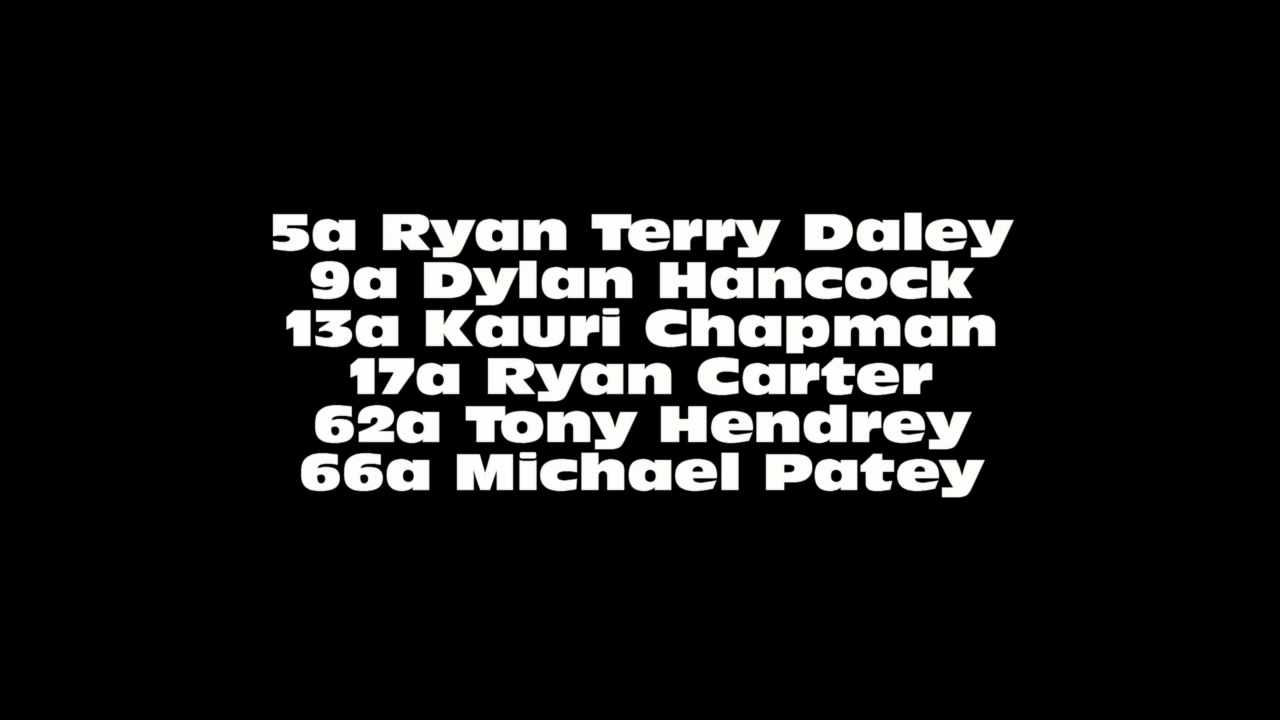 5a Ryan Terry Daley
9a Dylan Hancock
13a Kauri Chapman
17a Ryan Carter
62a Tony Hendrey
66a Michael Patey